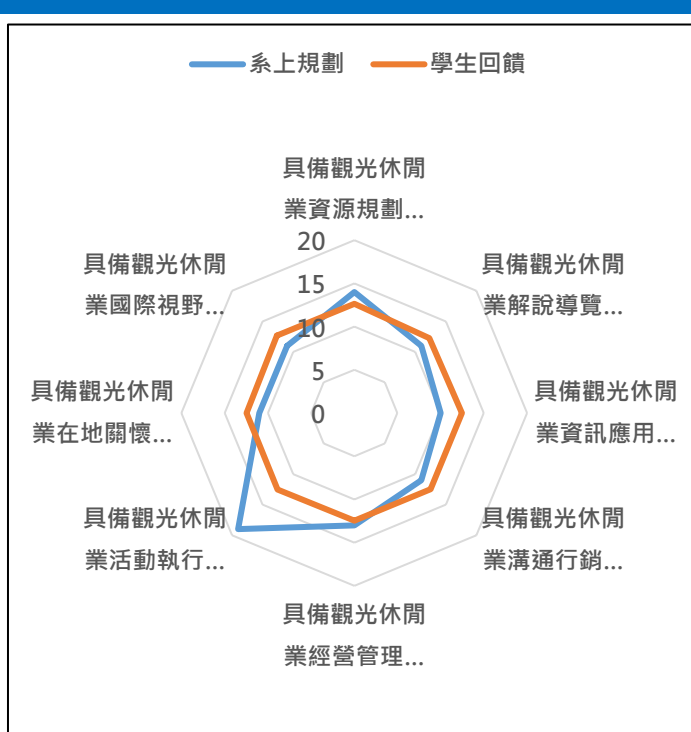 系上規劃
學生回饋
具備觀光休閒
業資源規劃...
具備觀光休閒
業解說導覽...
具備觀光休閒
業資訊應用...
具備觀光休閒
業溝通行銷...
具備觀光休閒
業經營管理...
具備觀光休閒
業活動執行...
具備觀光休閒
業在地關懷...
具備觀光休閒
業國際視野...
20
15
10
5
0